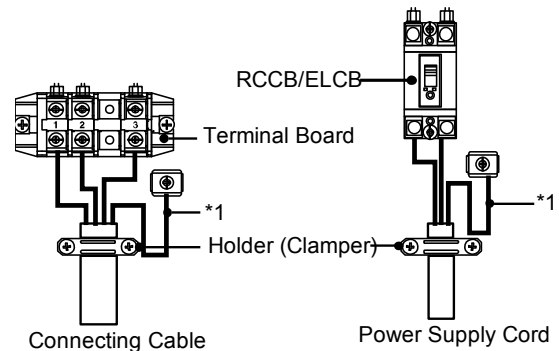 RCCB/ELCB
1 2 3
Terminal Board
*1
*1
Holder (Clamper)
Connecting Cable
Power Supply Cord